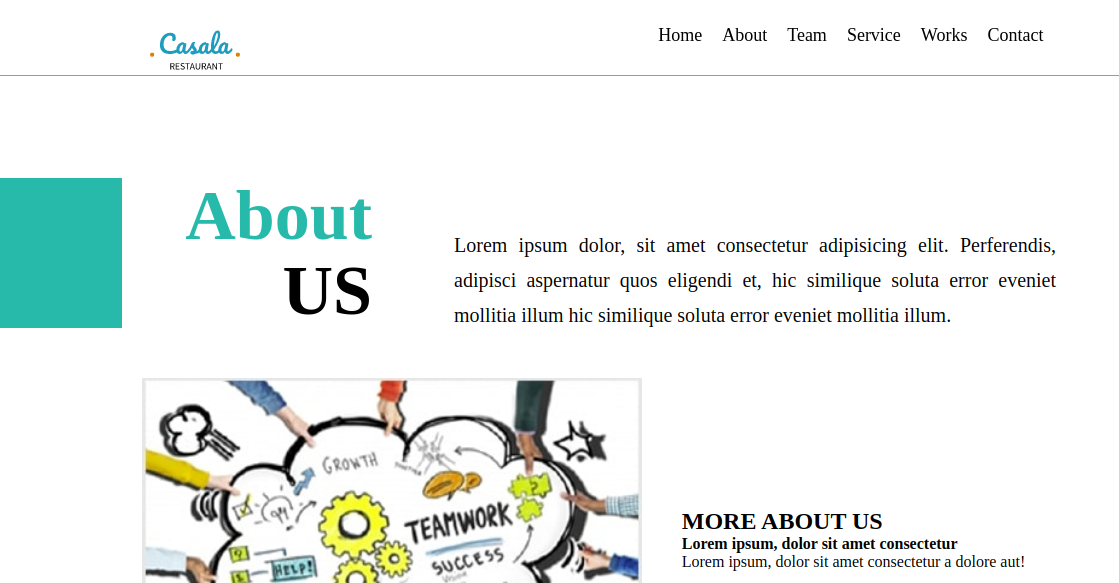 Casala
RESTAURANT
Home About Team Service Works Contact
About
US
Lorem ipsum dolor, sit amet consectetur adipisicing elit. Perferendis,
adipisci aspernatur quos eligendi et, hic similique soluta error eveniet
mollitia illum hic similique soluta error eveniet mollitia illum.
GROWTH
TEAMWORK
SUCCESS
HELP!
MORE ABOUT US
Lorem ipsum, dolor sit amet consectetur
Lorem ipsum, dolor sit amet consectetur a dolore aut!